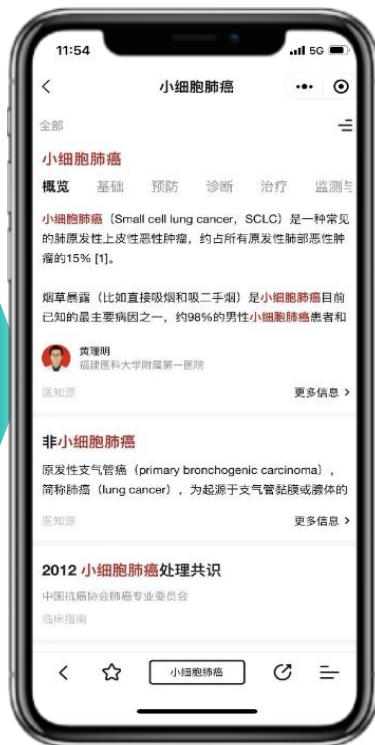 11:54
5G
小细胞肺癌
全部
小细胞肺癌
概览 基础 预防 诊断 治疗 监测与
小细胞肺癌（Small cell lung cancer，SCLC）是一种常见
的肺原发性上皮性恶性肿瘤，约占所有原发性肺部恶性肿
瘤的15% [1]。
烟草暴露（比如直接吸烟和吸二手烟）是小细胞肺癌目前
已知的最主要病因之一，约98%的男性小细胞肺癌患者和
黄理明
福建医科大学附属第一医院
医知源 更多信息
非小细胞肺癌
原发性支气管癌（primary bronchogenic carcinoma），
简称肺癌（lung cancer），为起源于支气管黏膜或腺体的
医知源 更多信息
2012 小细胞肺癌处理共识
中国抗癌协会肺癌专业委员会
临床指南
小细胞肺癌